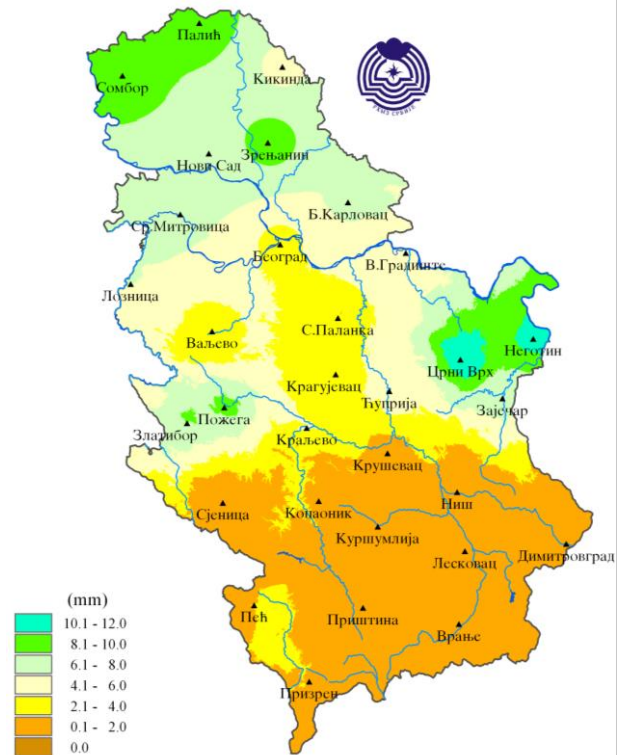 Палић
Кикинда
Сомбор
Зрењанин
Нови Сад
Б.Карловац
Ср.Митровица
Београд
В.Градиште
Лозница
С.Паланка
Ваљево
Неготин
Црни Врх
Крагујевац
Ћуприја
Зајечар
Пожега
Златибор
Краљево
Крушевац
Ниш
Сјеница
Копаоник
Куршумлија
Лесковац
Димитровград
Пећ
Приштина
Врање
Призрен
(mm)
10.1 - 12.0
8.1 - 10.0
6.1 - 8.0
4.1 - 6.0
2.1 - 4.0
0.1 - 2.0
0.0